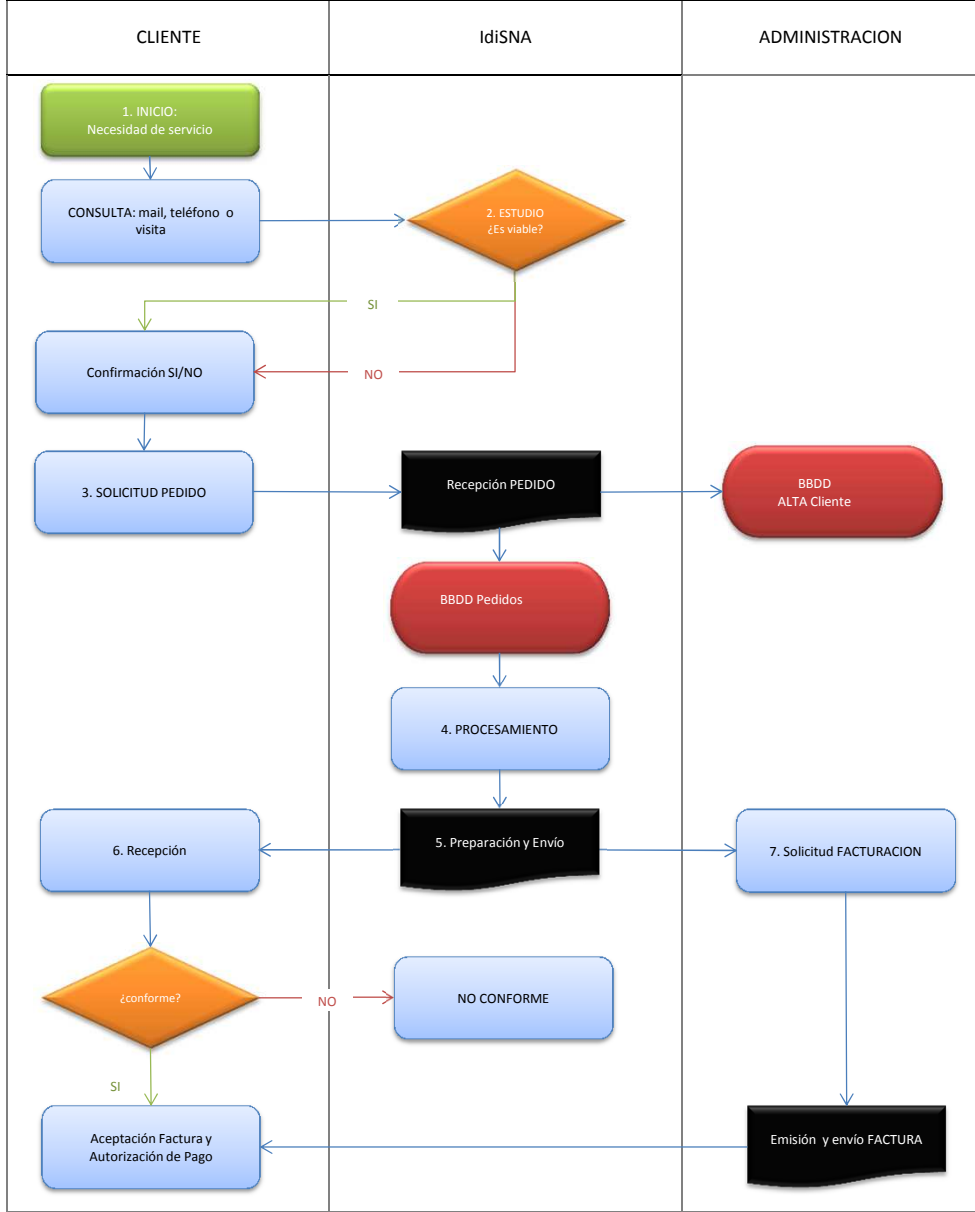 CLIENTE
IdiSNA
ADMINISTRACION
1. INICIO:
Necesidad de servicio
CONSULTA: mail, teléfono o
visita
2. ESTUDIO
¿Es viable?
SI
Confirmación SI/NO
NO
3. SOLICITUD PEDIDO
Recepción PEDIDO
BBDD
ALTA Cliente
BBDD Pedidos
4. PROCESAMIENTO
6. Recepción
5. Preparación y Envío
7. Solicitud FACTURACION
¿conforme?
NO
NO CONFORME
SI
Aceptación Factura y
Autorización de Pago
Emisión y envío FACTURA